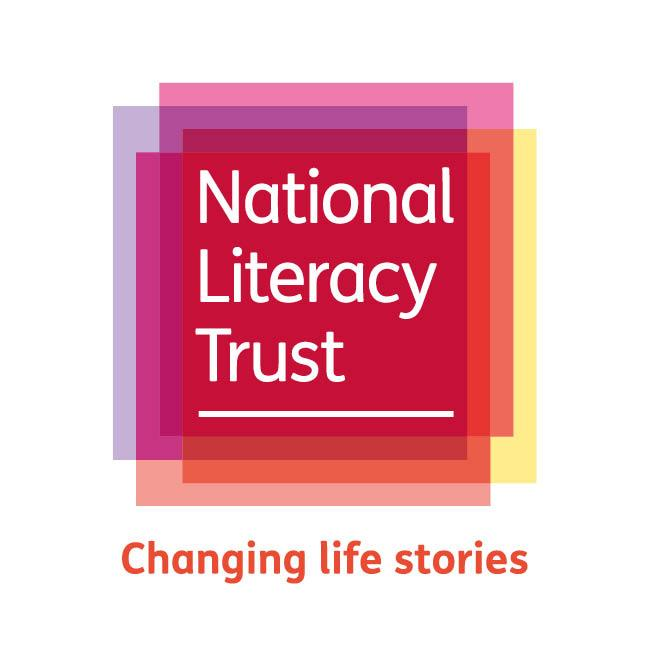 National
Literacy
Trust
Changing life stories